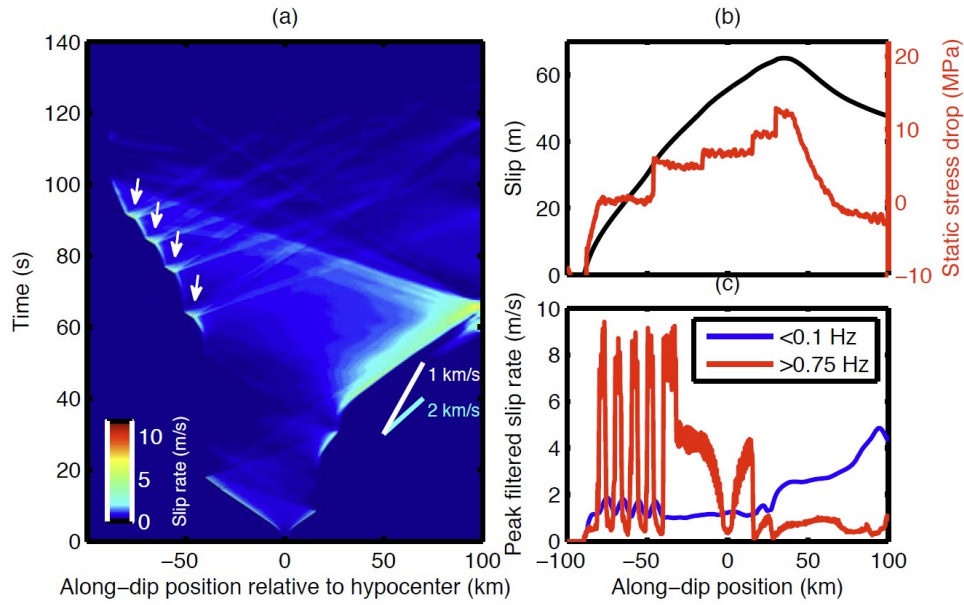 (a)
140
120
100
80
60
40
20
0
Time (s)
−50
0
50
100
Along−dip position relative to hypocenter (km)
1 km/s
2 km/s
10
5
0
Slip rate (m/s)
(b)
60
40
20
0
Slip (m)
20
10
0
−10
Static stress drop (MPa)
(c)
10
8
6
4
2
0
Peak filtered slip rate (m/s)
<0.1 Hz
>0.75 Hz
−100
−50
0
50
100
Along−dip position (km)